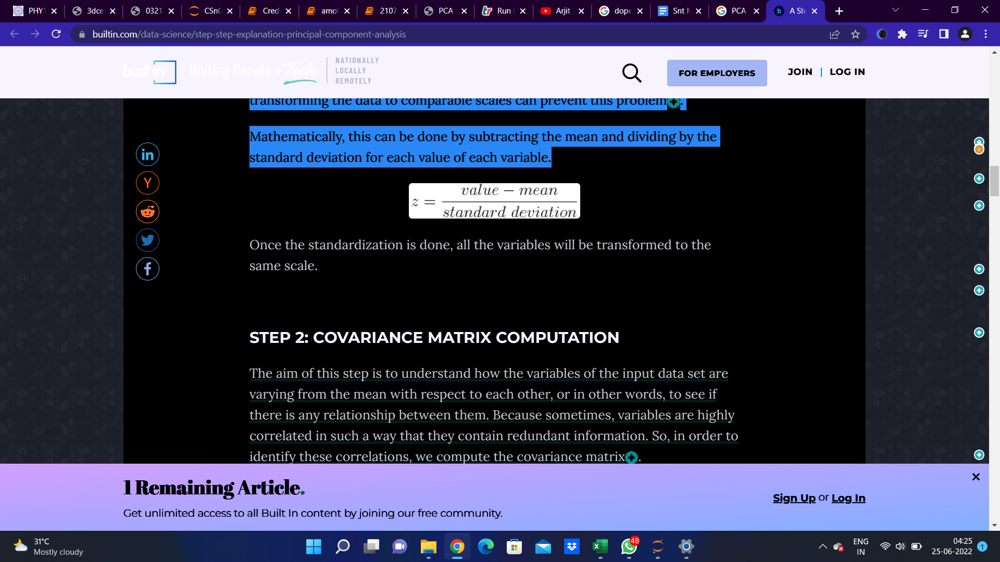 PHY1
3dce
0321
CSnC
Cred
amol
2107
PCA
Run
Arjit
dope
Snt M
PCA
A Ste
builtin.com/data-science/step-step-explanation-principal-component-analysis
built in
Uniting People + Tech.
NATIONALLY
LOCALLY
REMOTELY
FOR EMPLOYERS
JOIN | LOG IN
transforming the data to comparable scales can prevent this problem.
Mathematically, this can be done by subtracting the mean and dividing by the
standard deviation for each value of each variable.
z = value − mean
standard deviation
Once the standardization is done, all the variables will be transformed to the
same scale.
STEP 2: COVARIANCE MATRIX COMPUTATION
The aim of this step is to understand how the variables of the input data set are
varying from the mean with respect to each other, or in other words, to see if
there is any relationship between them. Because sometimes, variables are highly
correlated in such a way that they contain redundant information. So, in order to
identify these correlations, we compute the covariance matrix.
1 Remaining Article.
Get unlimited access to all Built In content by joining our free community.
Sign Up or Log In
31°C
Mostly cloudy
48
ENG
IN
04:25
25-06-2022
1